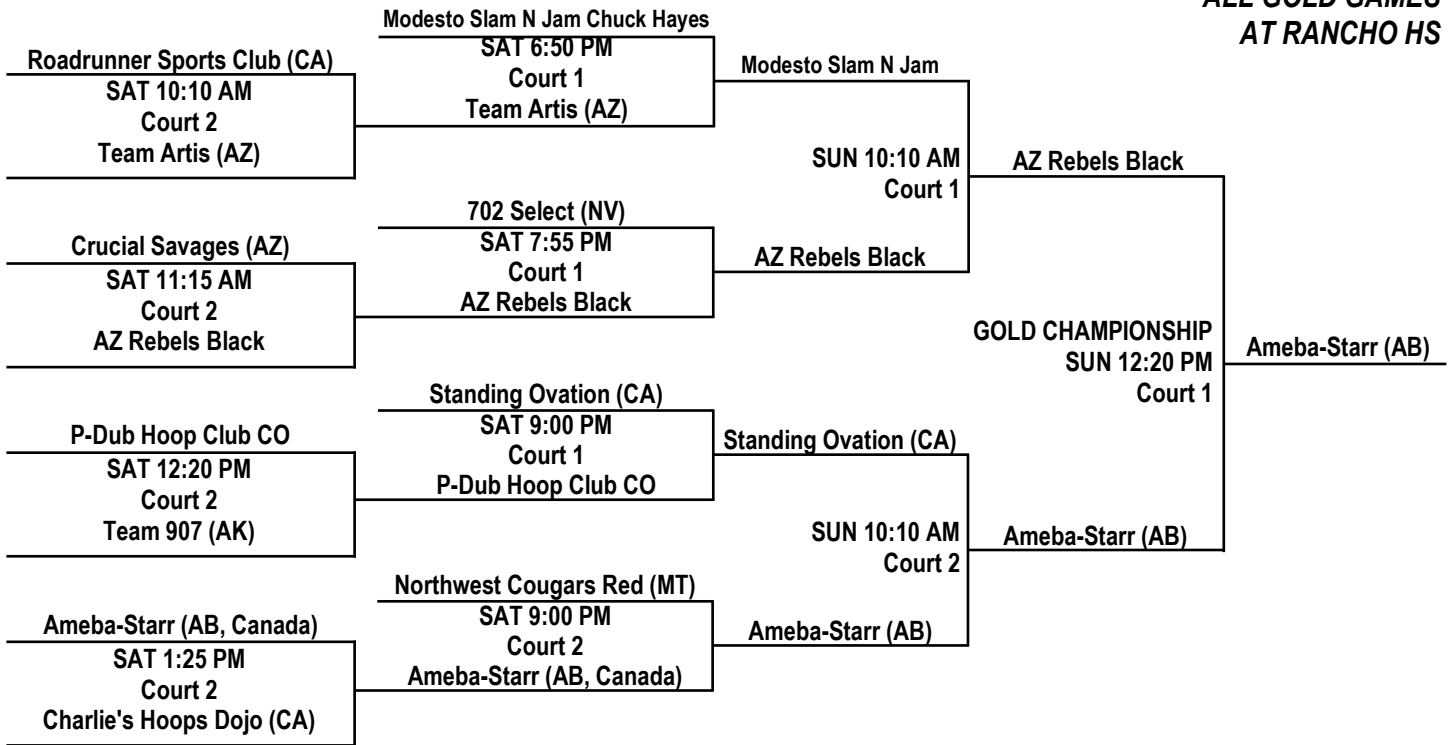 ALL GOLD GAMES
AT RANCHO HS
Roadrunner Sports Club (CA)
SAT 10:10 AM
Court 2
Team Artis (AZ)
Crucial Savages (AZ)
SAT 11:15 AM
Court 2
AZ Rebels Black
P-Dub Hoop Club CO
SAT 12:20 PM
Court 2
Team 907 (AK)
Ameba-Starr (AB, Canada)
SAT 1:25 PM
Court 2
Charlie's Hoops Dojo (CA)
Modesto Slam N Jam Chuck Hayes
SAT 6:50 PM
Court 1
Team Artis (AZ)
702 Select (NV)
SAT 7:55 PM
Court 1
AZ Rebels Black
Standing Ovation (CA)
SAT 9:00 PM
Court 1
P-Dub Hoop Club CO
Northwest Cougars Red (MT)
SAT 9:00 PM
Court 2
Ameba-Starr (AB, Canada)
Modesto Slam N Jam
SUN 10:10 AM
Court 1
AZ Rebels Black
Standing Ovation (CA)
SUN 10:10 AM
Court 2
Ameba-Starr (AB)
AZ Rebels Black
GOLD CHAMPIONSHIP
SUN 12:20 PM
Court 1
Ameba-Starr (AB)
Ameba-Starr (AB)